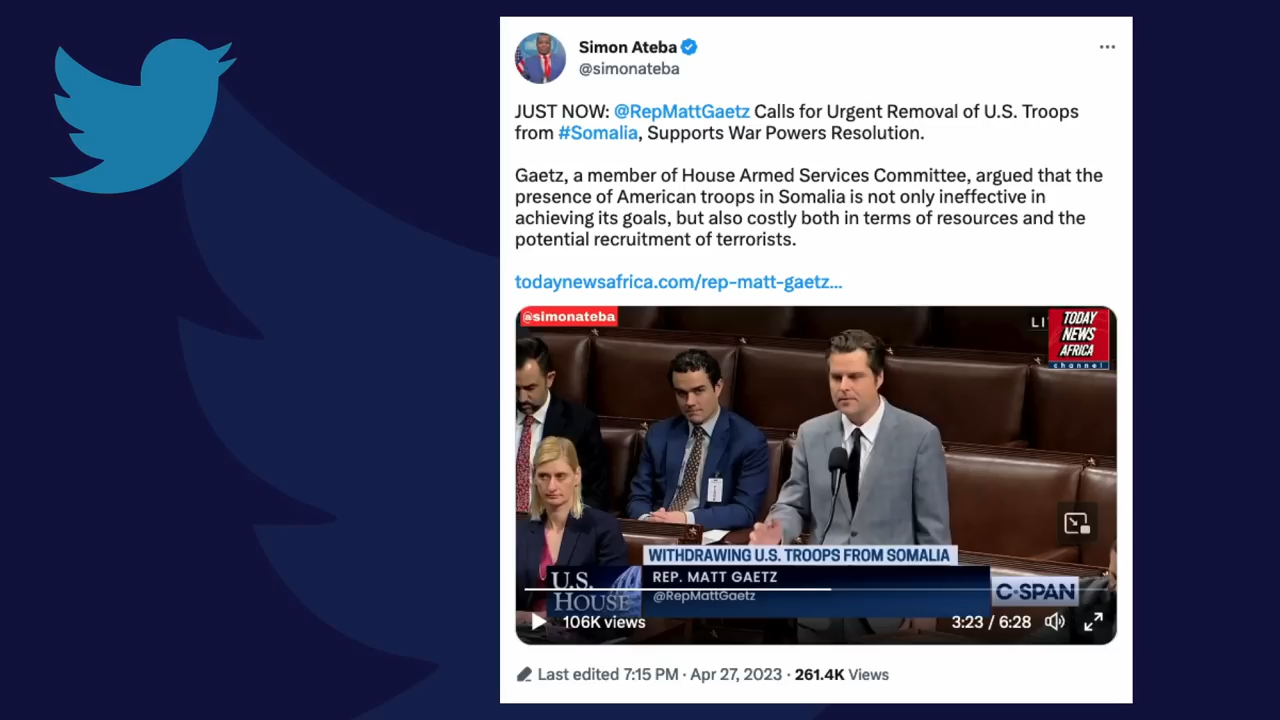 Simon Ateba
@simonateba
JUST NOW: @RepMattGaetz Calls for Urgent Removal of U.S. Troops
from #Somalia, Supports War Powers Resolution.
Gaetz, a member of House Armed Services Committee, argued that the
presence of American troops in Somalia is not only ineffective in
achieving its goals, but also costly both in terms of resources and the
potential recruitment of terrorists.
todaynewsafrica.com/rep-matt-gaetz...
@simonateba
LI
TODAY
NEWS
AFRICA
channel
WITHDRAWING U.S. TROOPS FROM SOMALIA
U.S.
HOUSE
REP. MATT GAETZ
@RepMattGaetz
C-SPAN
106K views
3:23 / 6:28
Last edited 7:15 PM · Apr 27, 2023 · 261.4K Views